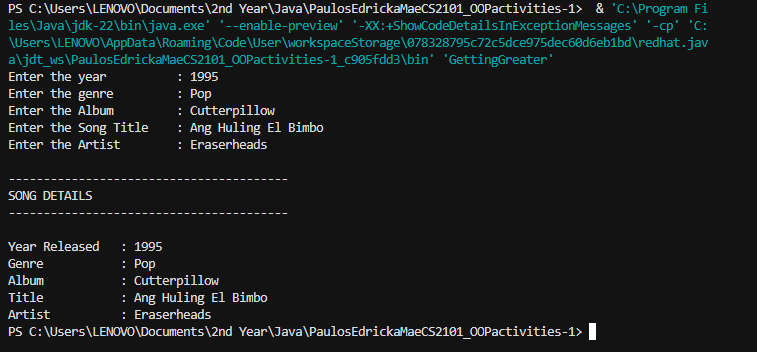 PS C:\Users\LENOVO\Documents\2nd Year\Java\PaulosEdrickaMaeCS2101_OOPactivities-1>  & 'C:\Program Fi
les\Java\jdk-22\bin\java.exe' '--enable-preview' '-XX:+ShowCodeDetailsInExceptionMessages' '-cp' 'C:
\Users\LENOVO\AppData\Roaming\Code\User\workspaceStorage\078328795c72c5dce975dec60d6eb1bd\redhat.jav
a\jdt_ws\PaulosEdrickaMaeCS2101_OOPactivities-1_c905fdd3\bin' 'GettingGreater'
Enter the year          : 1995
Enter the genre         : Pop
Enter the Album         : Cutterpillow
Enter the Song Title    : Ang Huling El Bimbo
Enter the Artist        : Eraserheads
----------------------------------------
SONG DETAILS
----------------------------------------
Year Released   : 1995
Genre           : Pop
Album           : Cutterpillow
Title           : Ang Huling El Bimbo
Artist          : Eraserheads
PS C:\Users\LENOVO\Documents\2nd Year\Java\PaulosEdrickaMaeCS2101_OOPactivities-1>